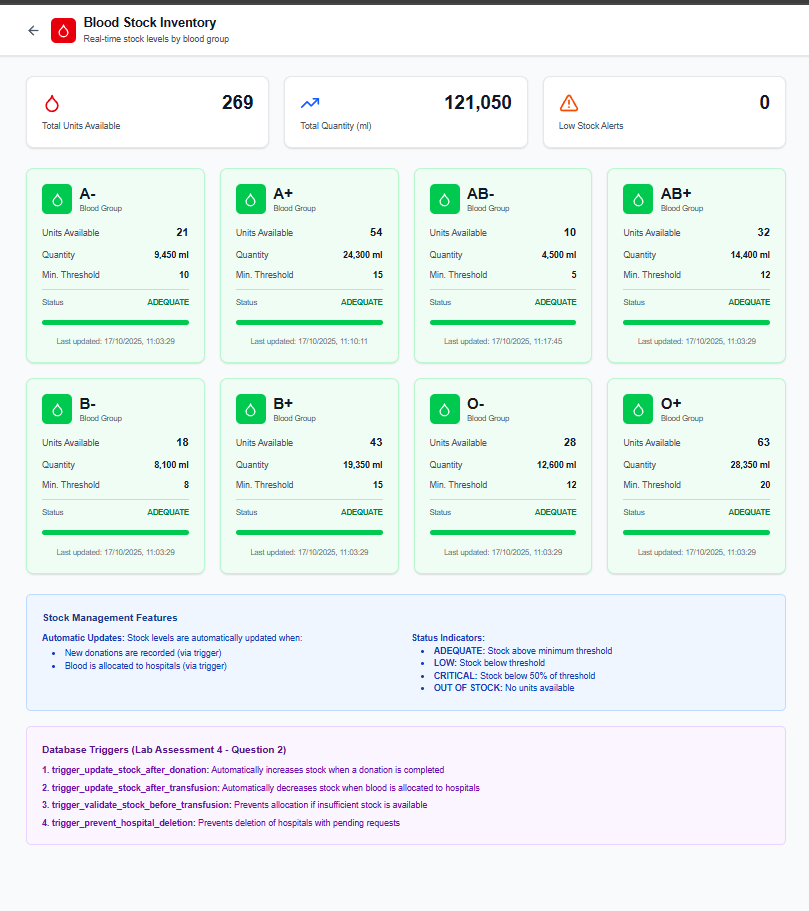 Blood Stock Inventory
Real-time stock levels by blood group
269
Total Units Available
121,050
Total Quantity (ml)
0
Low Stock Alerts
A-
Blood Group
Units Available 21
Quantity 9,450 ml
Min. Threshold 10
Status ADEQUATE
Last updated: 17/10/2025, 11:03:29
A+
Blood Group
Units Available 54
Quantity 24,300 ml
Min. Threshold 15
Status ADEQUATE
Last updated: 17/10/2025, 11:10:11
AB-
Blood Group
Units Available 10
Quantity 4,500 ml
Min. Threshold 5
Status ADEQUATE
Last updated: 17/10/2025, 11:17:45
AB+
Blood Group
Units Available 32
Quantity 14,400 ml
Min. Threshold 12
Status ADEQUATE
Last updated: 17/10/2025, 11:03:29
B-
Blood Group
Units Available 18
Quantity 8,100 ml
Min. Threshold 8
Status ADEQUATE
Last updated: 17/10/2025, 11:03:29
B+
Blood Group
Units Available 43
Quantity 19,350 ml
Min. Threshold 15
Status ADEQUATE
Last updated: 17/10/2025, 11:03:29
O-
Blood Group
Units Available 28
Quantity 12,600 ml
Min. Threshold 12
Status ADEQUATE
Last updated: 17/10/2025, 11:03:29
O+
Blood Group
Units Available 63
Quantity 28,350 ml
Min. Threshold 20
Status ADEQUATE
Last updated: 17/10/2025, 11:03:29
Stock Management Features
Automatic Updates: Stock levels are automatically updated when:
• New donations are recorded (via trigger)
• Blood is allocated to hospitals (via trigger)
Status Indicators:
• ADEQUATE: Stock above minimum threshold
• LOW: Stock below threshold
• CRITICAL: Stock below 50% of threshold
• OUT OF STOCK: No units available
Database Triggers (Lab Assessment 4 - Question 2)
1. trigger_update_stock_after_donation: Automatically increases stock when a donation is completed
2. trigger_update_stock_after_transfusion: Automatically decreases stock when blood is allocated to hospitals
3. trigger_validate_stock_before_transfusion: Prevents allocation if insufficient stock is available
4. trigger_prevent_hospital_deletion: Prevents deletion of hospitals with pending requests